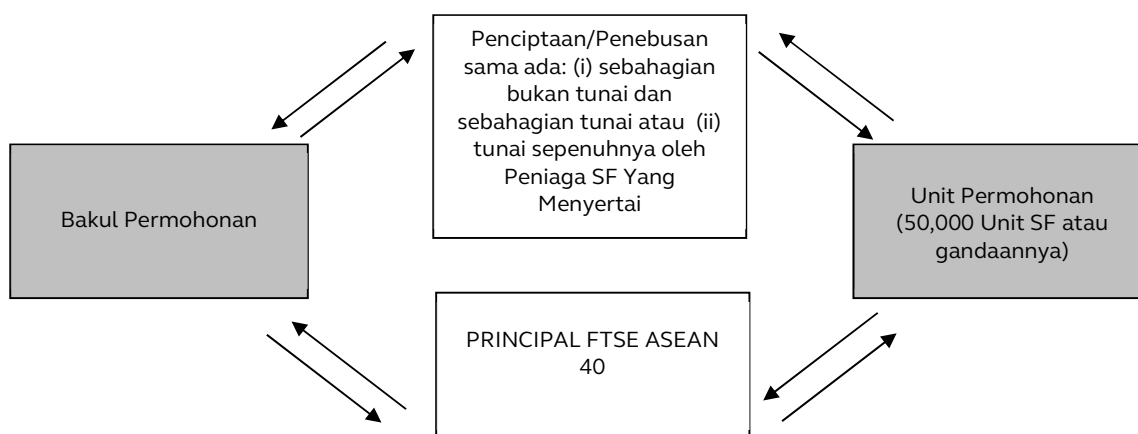 Penciptaan/Penebusan
sama ada: (i) sebahagian
bukan tunai dan
sebahagian tunai atau (ii)
tunai sepenuhnya oleh
Peniaga SF Yang
Menyertai
Bakul Permohonan
Unit Permohonan
(50,000 Unit SF atau
gandaannya)
PRINCIPAL FTSE ASEAN
40